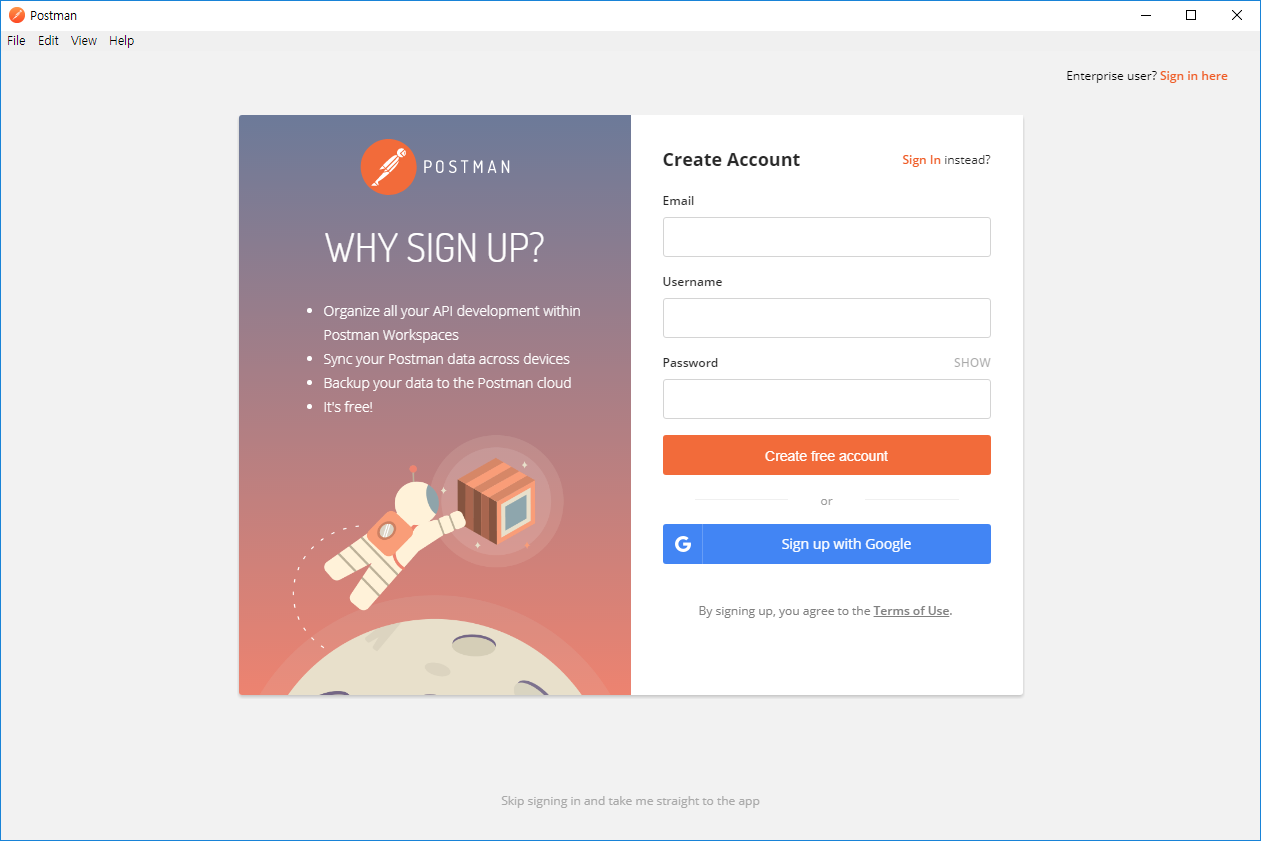 Postman
File Edit View Help
Enterprise user? Sign in here
POSTMAN
WHY SIGN UP?
• Organize all your API development within
Postman Workspaces
• Sync your Postman data across devices
• Backup your data to the Postman cloud
• It's free!
Create Account
Sign In instead?
Email
Username
Password
SHOW
Create free account
or
G
Sign up with Google
By signing up, you agree to the Terms of Use.
Skip signing in and take me straight to the app